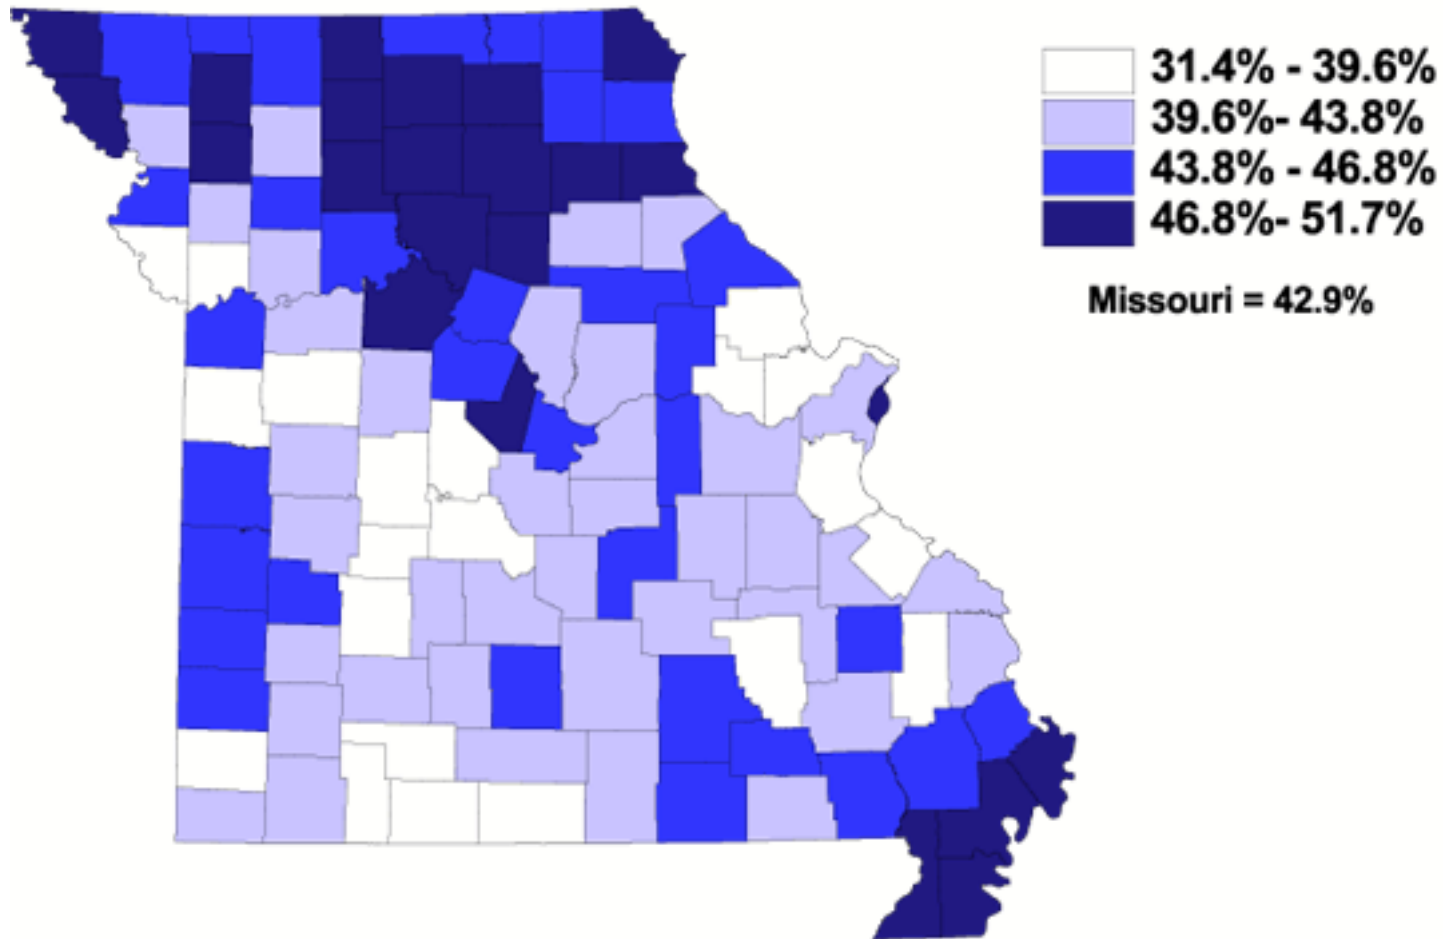 31.4% - 39.6%
39.6%- 43.8%
43.8% - 46.8%
46.8%- 51.7%
Missouri = 42.9%